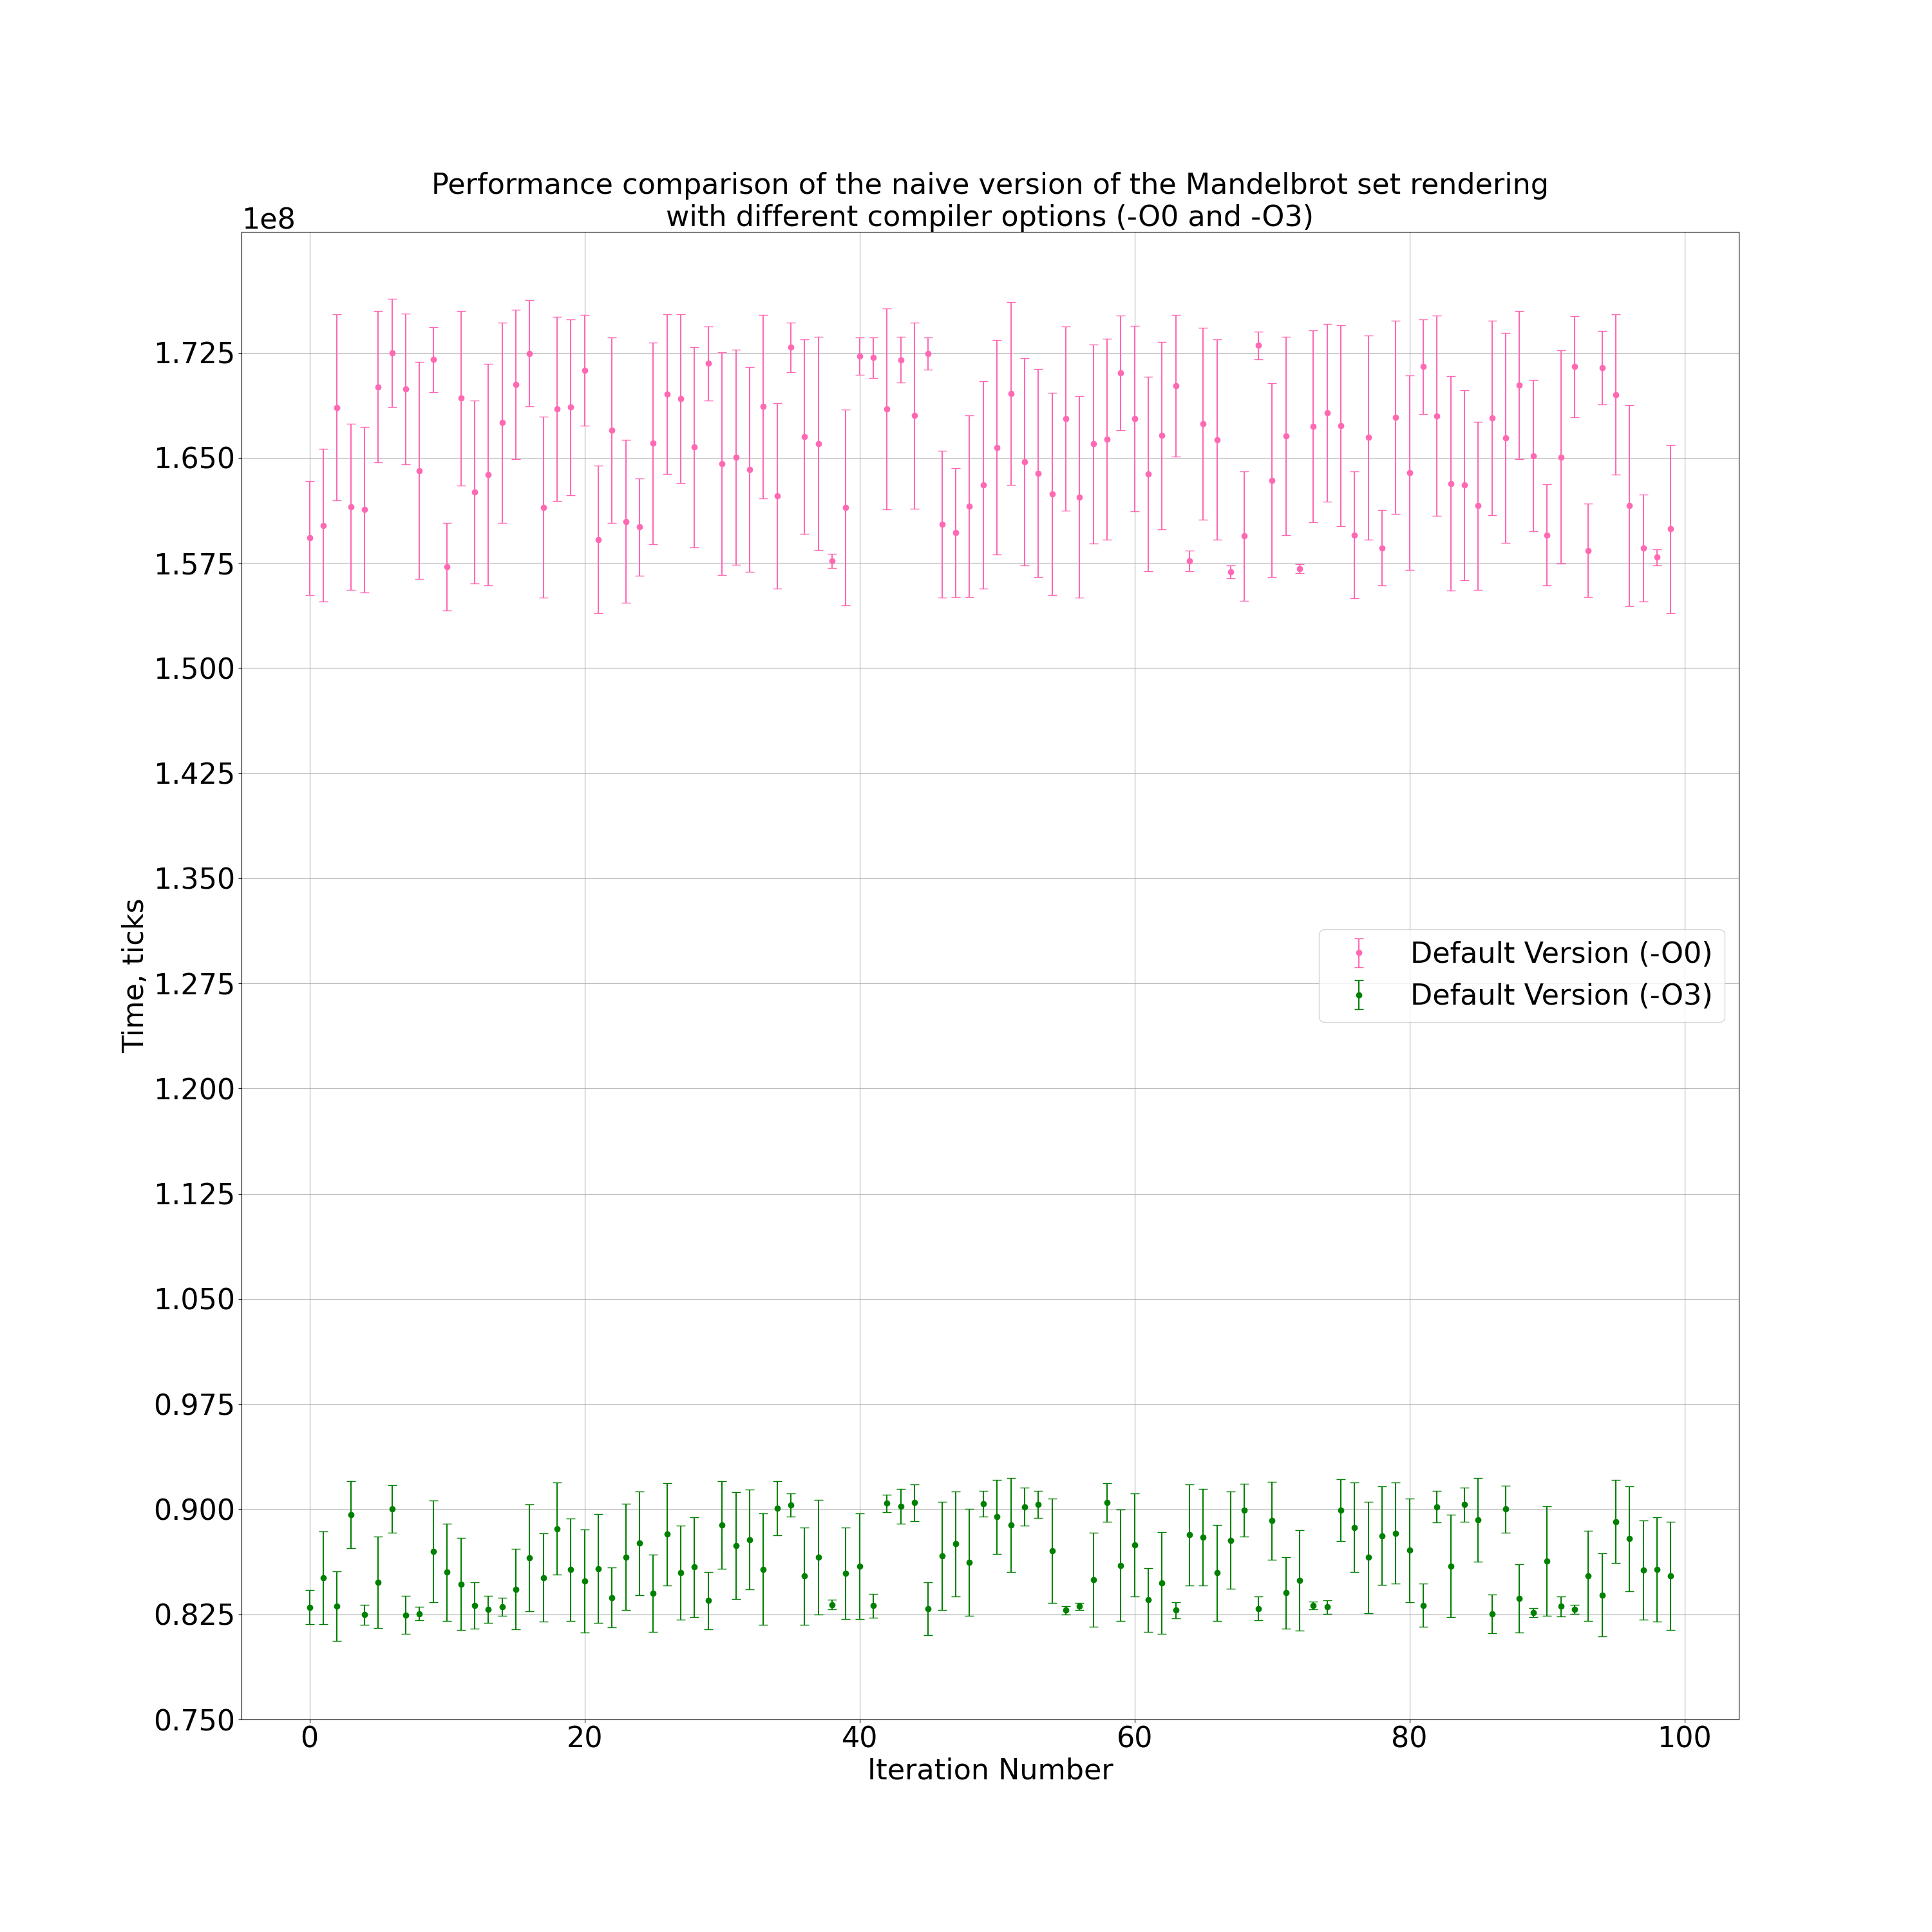 Performance comparison of the naive version of the Mandelbrot set rendering
with different compiler options (-O0 and -O3)
1e8
1.725
1.650
1.575
1.500
1.425
1.350
1.275
1.200
1.125
1.050
0.975
0.900
0.825
0.750
Time, ticks
Default Version (-O0)
Default Version (-O3)
0 20 40 60 80 100
Iteration Number